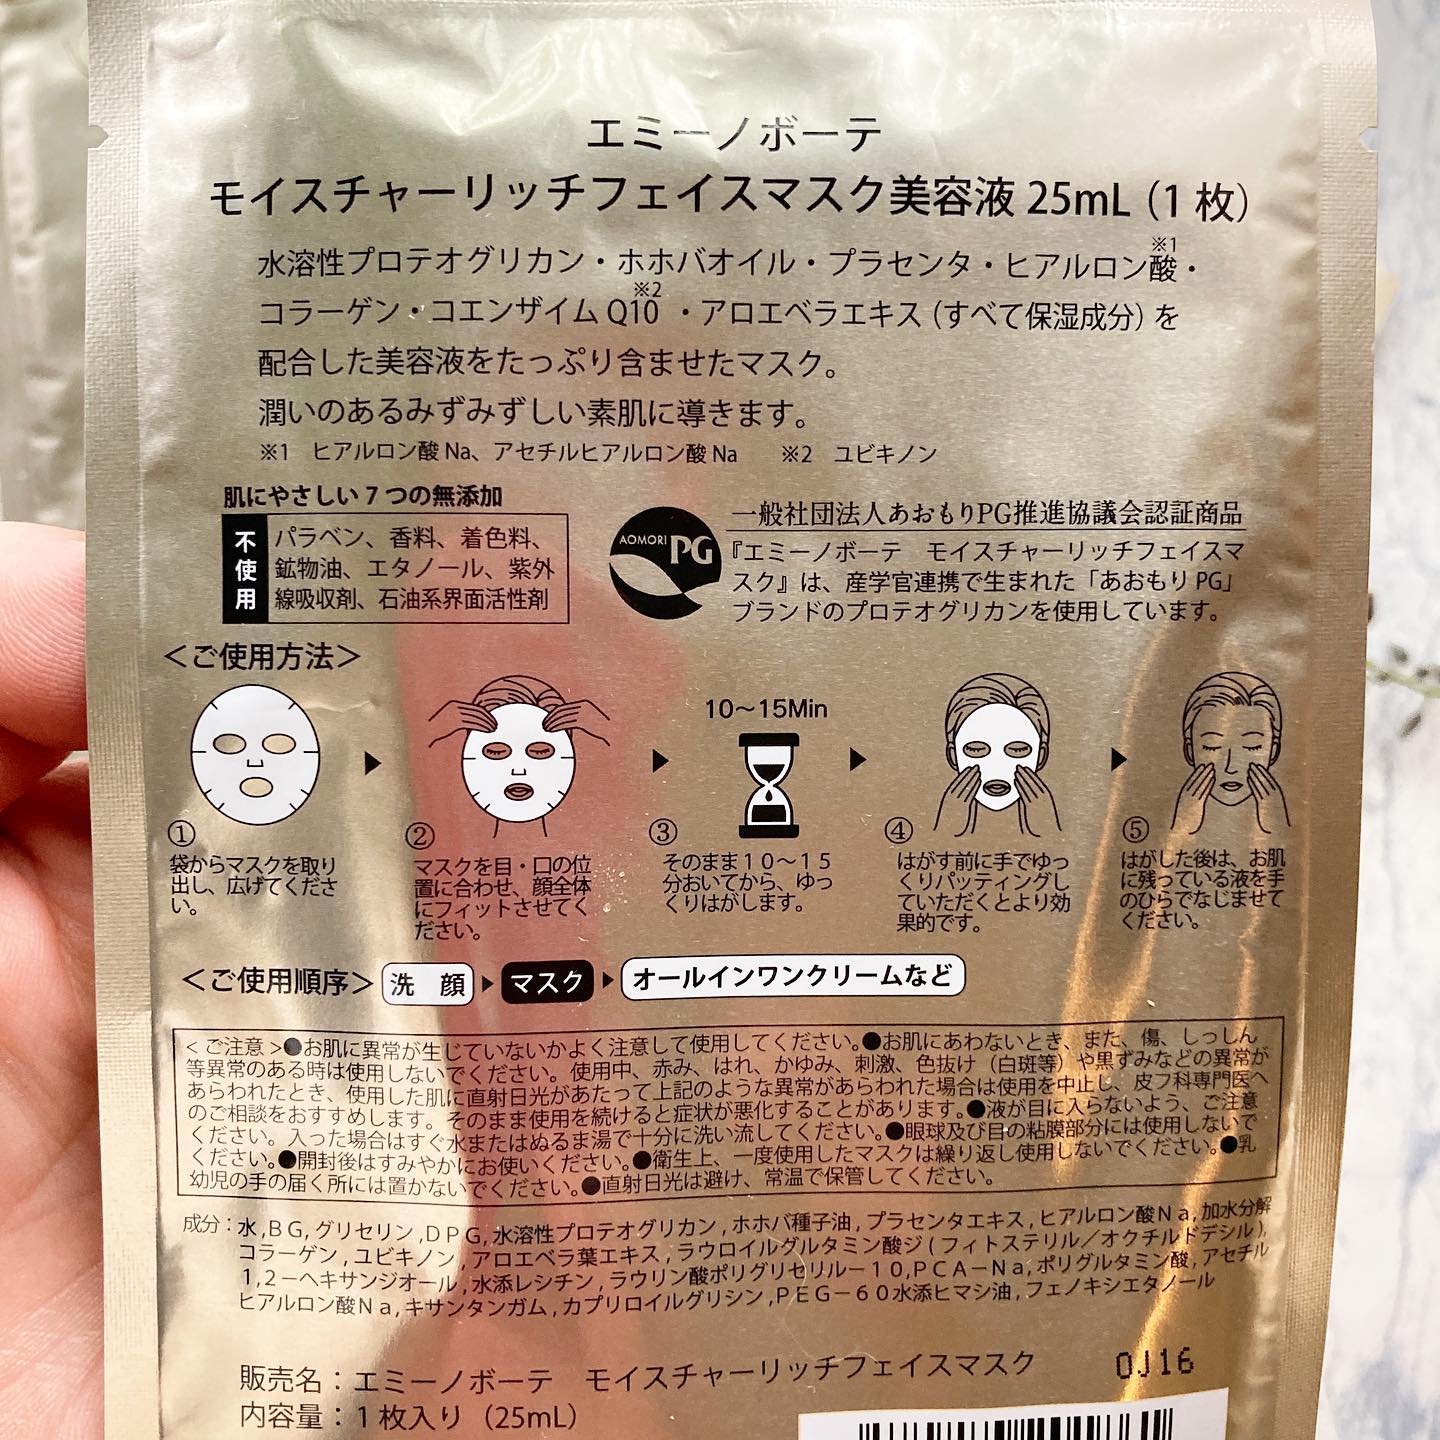 エミーノボーテ
モイスチャーリッチフェイスマスク美容液 25mL（1 枚）
水溶性プロテオグリカン・ホホバオイル・プラセンタ・ヒアルロン酸※1・
コラーゲン・コエンザイム Q10※2・アロエベラエキス（すべて保湿成分）を
配合した美容液をたっぷり含ませたマスク。
潤いのあるみずみずしい素肌に導きます。
※1　ヒアルロン酸 Na、アセチルヒアルロン酸 Na　※2　ユビキノン
肌にやさしい 7 つの無添加
不使用
パラベン、香料、着色料、
鉱物油、エタノール、紫外
線吸収剤、石油系界面活性剤
AOMORI PG
一般社団法人あおもりPG推進協議会認証商品
『エミーノボーテ　モイスチャーリッチフェイスマ
スク』は、産学官連携で生まれた「あおもり PG」
ブランドのプロテオグリカンを使用しています。
＜ご使用方法＞
10〜15Min
①
袋からマスクを取り
出し、広げてくださ
い。
②
マスクを目・口の位
置に合わせ、顔全体
にフィットさせてく
ださい。
③
そのまま１０〜１５
分おいてから、ゆっ
くりはがします。
④
はがす前に手でゆっ
くりパッティングし
ていただくとより効
果的です。
⑤
はがした後は、お肌
に残っている液を手
のひらでなじませて
ください。
＜ご使用順序＞ 洗　顔 ▶ マスク ▶ オールインワンクリームなど
＜ご注意＞●お肌に異常が生じていないかよく注意して使用してください。●お肌にあわないとき、また、傷、しっしん
等異常のある時は使用しないでください。使用中、赤み、はれ、かゆみ、刺激、色抜け（白斑等）や黒ずみなどの異常が
あらわれたとき、使用した肌に直射日光があたって上記のような異常があらわれた場合は使用を中止し、皮フ科専門医へ
のご相談をおすすめします。そのまま使用を続けると症状が悪化することがあります。●液が目に入らないよう、ご注意
ください。入った場合はすぐ水またはぬるま湯で十分に洗い流してください。●眼球及び目の粘膜部分には使用しないで
ください。●開封後はすみやかにお使いください。●衛生上、一度使用したマスクは繰り返し使用しないでください。●乳
幼児の手の届く所には置かないでください。●直射日光は避け、常温で保管してください。
成分：水,ＢＧ,グリセリン,ＤＰＧ,水溶性プロテオグリカン,ホホバ種子油,プラセンタエキス,ヒアルロン酸Ｎａ,加水分解
コラーゲン,ユビキノン,アロエベラ葉エキス,ラウロイルグルタミン酸ジ(フィトステリル／オクチルドデシル),
1,2－ヘキサンジオール,水添レシチン,ラウリン酸ポリグリセリル－１０,ＰＣＡ－Ｎａ,ポリグルタミン酸,アセチル
ヒアルロン酸Ｎａ,キサンタンガム,カプリロイルグリシン,ＰＥＧ－６０水添ヒマシ油,フェノキシエタノール
販売名：エミーノボーテ　モイスチャーリッチフェイスマスク
0J16
内容量：１枚入り（25mL）